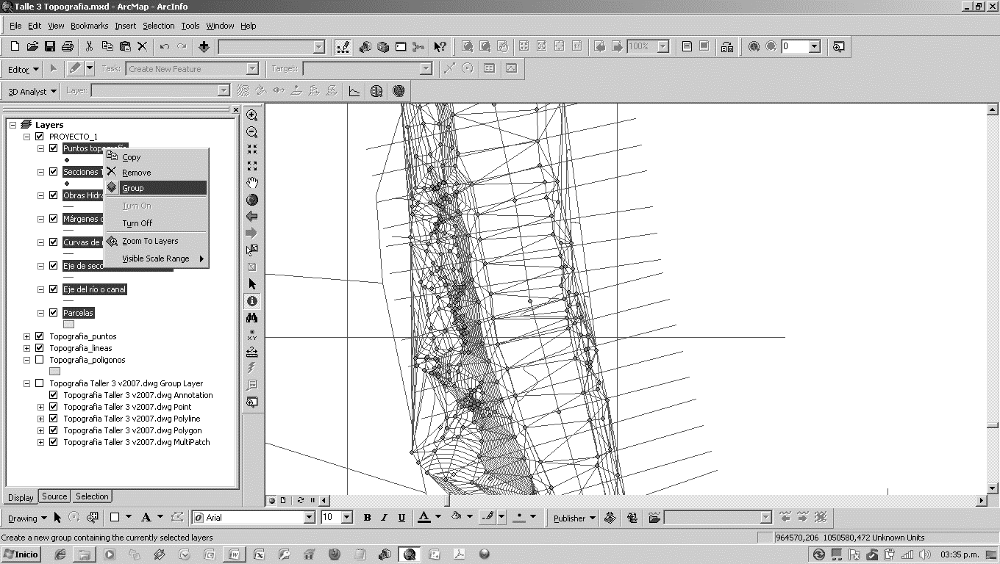 Talle 3 Topografia.mxd - ArcMap - ArcInfo
File Edit View Bookmarks Insert Selection Tools Window Help
100% 0
Editor Task: Create New Feature Target:
3D Analyst Layer:
Layers
PROYECTO_1
Puntos
Copy
Secciones
Remove
Group
Obras
Turn On
Márgenes
Turn Off
Curvas de
Zoom To Layers
Visible Scale Range
Eje de
Eje del río o canal
Parcelas
Topografia_puntos
Topografia_lineas
Topografia_poligonos
Topografia Taller 3 v2007.dwg Group Layer
Topografia Taller 3 v2007.dwg Annotation
Topografia Taller 3 v2007.dwg Point
Topografia Taller 3 v2007.dwg Polyline
Topografia Taller 3 v2007.dwg Polygon
Topografia Taller 3 v2007.dwg MultiPatch
Display Source Selection
Drawing A Arial 10 B I U A Publisher
Create a new group containing the currently selected layers
964570,206 1050580,472 Unknown Units
Inicio 03:35 p.m.